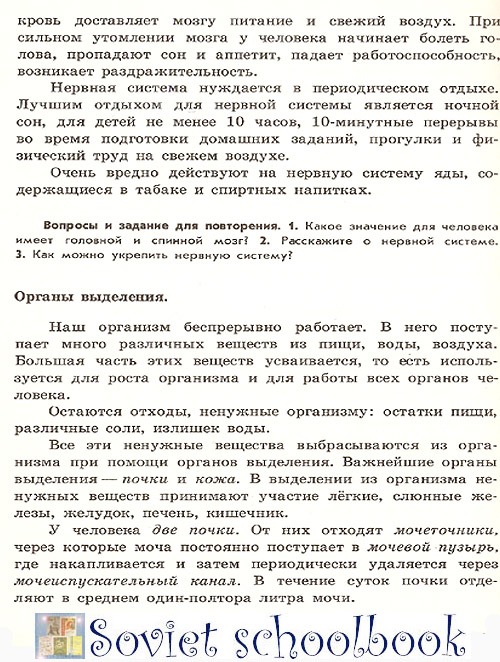 кровь доставляет мозгу питание и свежий воздух. При
сильном утомлении мозга у человека начинает болеть го-
лова, пропадают сон и аппетит, падает работоспособность,
возникает раздражительность.
Нервная система нуждается в периодическом отдыхе.
Лучшим отдыхом для нервной системы является ночной
сон, для детей не менее 10 часов, 10-минутные перерывы
во время подготовки домашних заданий, прогулки и фи-
зический труд на свежем воздухе.
Очень вредно действуют на нервную систему яды, со-
держащиеся в табаке и спиртных напитках.
Вопросы и задание для повторения. 1. Какое значение для человека
имеет головной и спинной мозг? 2. Расскажите о нервной системе.
3. Как можно укрепить нервную систему?
Органы выделения.
Наш организм беспрерывно работает. В него посту-
пает много различных веществ из пищи, воды, воздуха.
Большая часть этих веществ усваивается, то есть исполь-
зуется для роста организма и для работы всех органов че-
ловека.
Остаются отходы, ненужные организму: остатки пищи,
различные соли, излишек воды.
Все эти ненужные вещества выбрасываются из орга-
низма при помощи органов выделения. Важнейшие органы
выделения — почки и кожа. В выделении из организма не-
нужных веществ принимают участие лёгкие, слюнные же-
лезы, желудок, печень, кишечник.
У человека две почки. От них отходят мочеточники,
через которые моча постоянно поступает в мочевой пузырь,
где накапливается и затем периодически удаляется через
мочеиспускательный канал. В течение суток почки отде-
ляют в среднем один-полтора литра мочи.
Soviet schoolbook